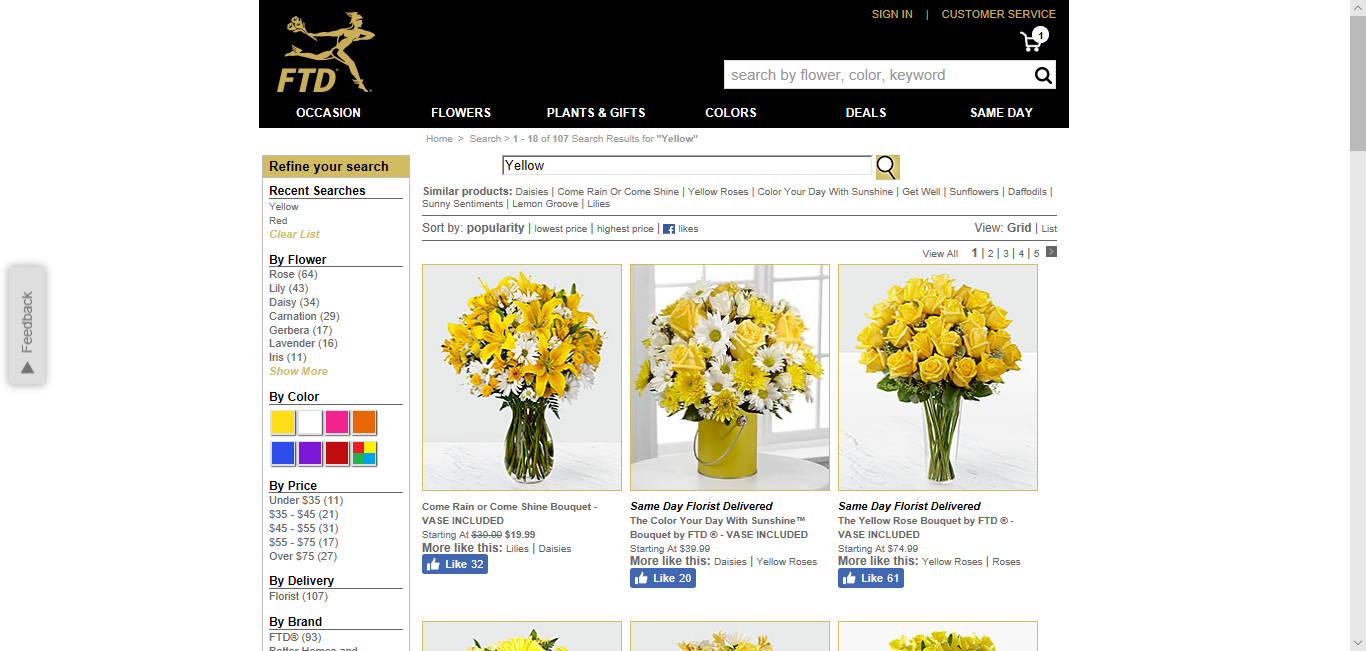 SIGN IN | CUSTOMER SERVICE
1
FTD
search by flower, color, keyword
OCCASION FLOWERS PLANTS & GIFTS COLORS DEALS SAME DAY
Home > Search > 1 - 18 of 107 Search Results for "Yellow"
Refine your search
Recent Searches
Yellow
Red
Clear List
By Flower
Rose (64)
Lily (43)
Daisy (34)
Carnation (29)
Gerbera (17)
Lavender (16)
Iris (11)
Show More
By Color
By Price
Under $35 (11)
$35 - $45 (21)
$45 - $55 (31)
$55 - $75 (17)
Over $75 (27)
By Delivery
Florist (107)
By Brand
FTD® (93)
Better Homes and
Feedback
Yellow
Similar products: Daisies | Come Rain Or Come Shine | Yellow Roses | Color Your Day With Sunshine | Get Well | Sunflowers | Daffodils |
Sunny Sentiments | Lemon Groove | Lilies
Sort by: popularity | lowest price | highest price | likes
View: Grid | List
View All 1 | 2 | 3 | 4 | 5 >
Come Rain or Come Shine Bouquet -
VASE INCLUDED
Starting At $39.99 $19.99
More like this: Lilies | Daisies
Like 32
Same Day Florist Delivered
The Color Your Day With Sunshine™
Bouquet by FTD ® - VASE INCLUDED
Starting At $39.99
More like this: Daisies | Yellow Roses
Like 20
Same Day Florist Delivered
The Yellow Rose Bouquet by FTD ® -
VASE INCLUDED
Starting At $74.99
More like this: Yellow Roses | Roses
Like 61